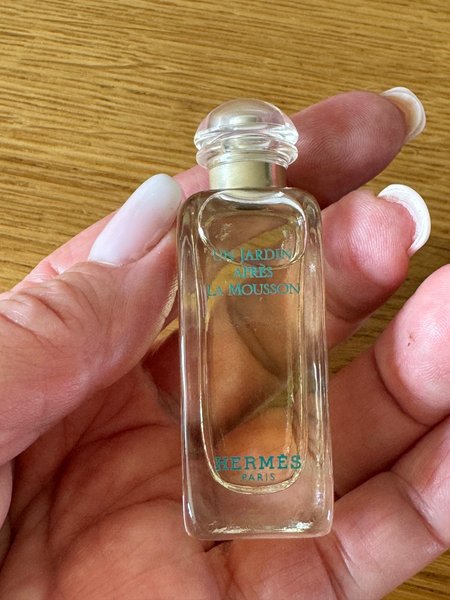 UN JARDIN
APRÈS
LA MOUSSON
HERMÈS
PARIS